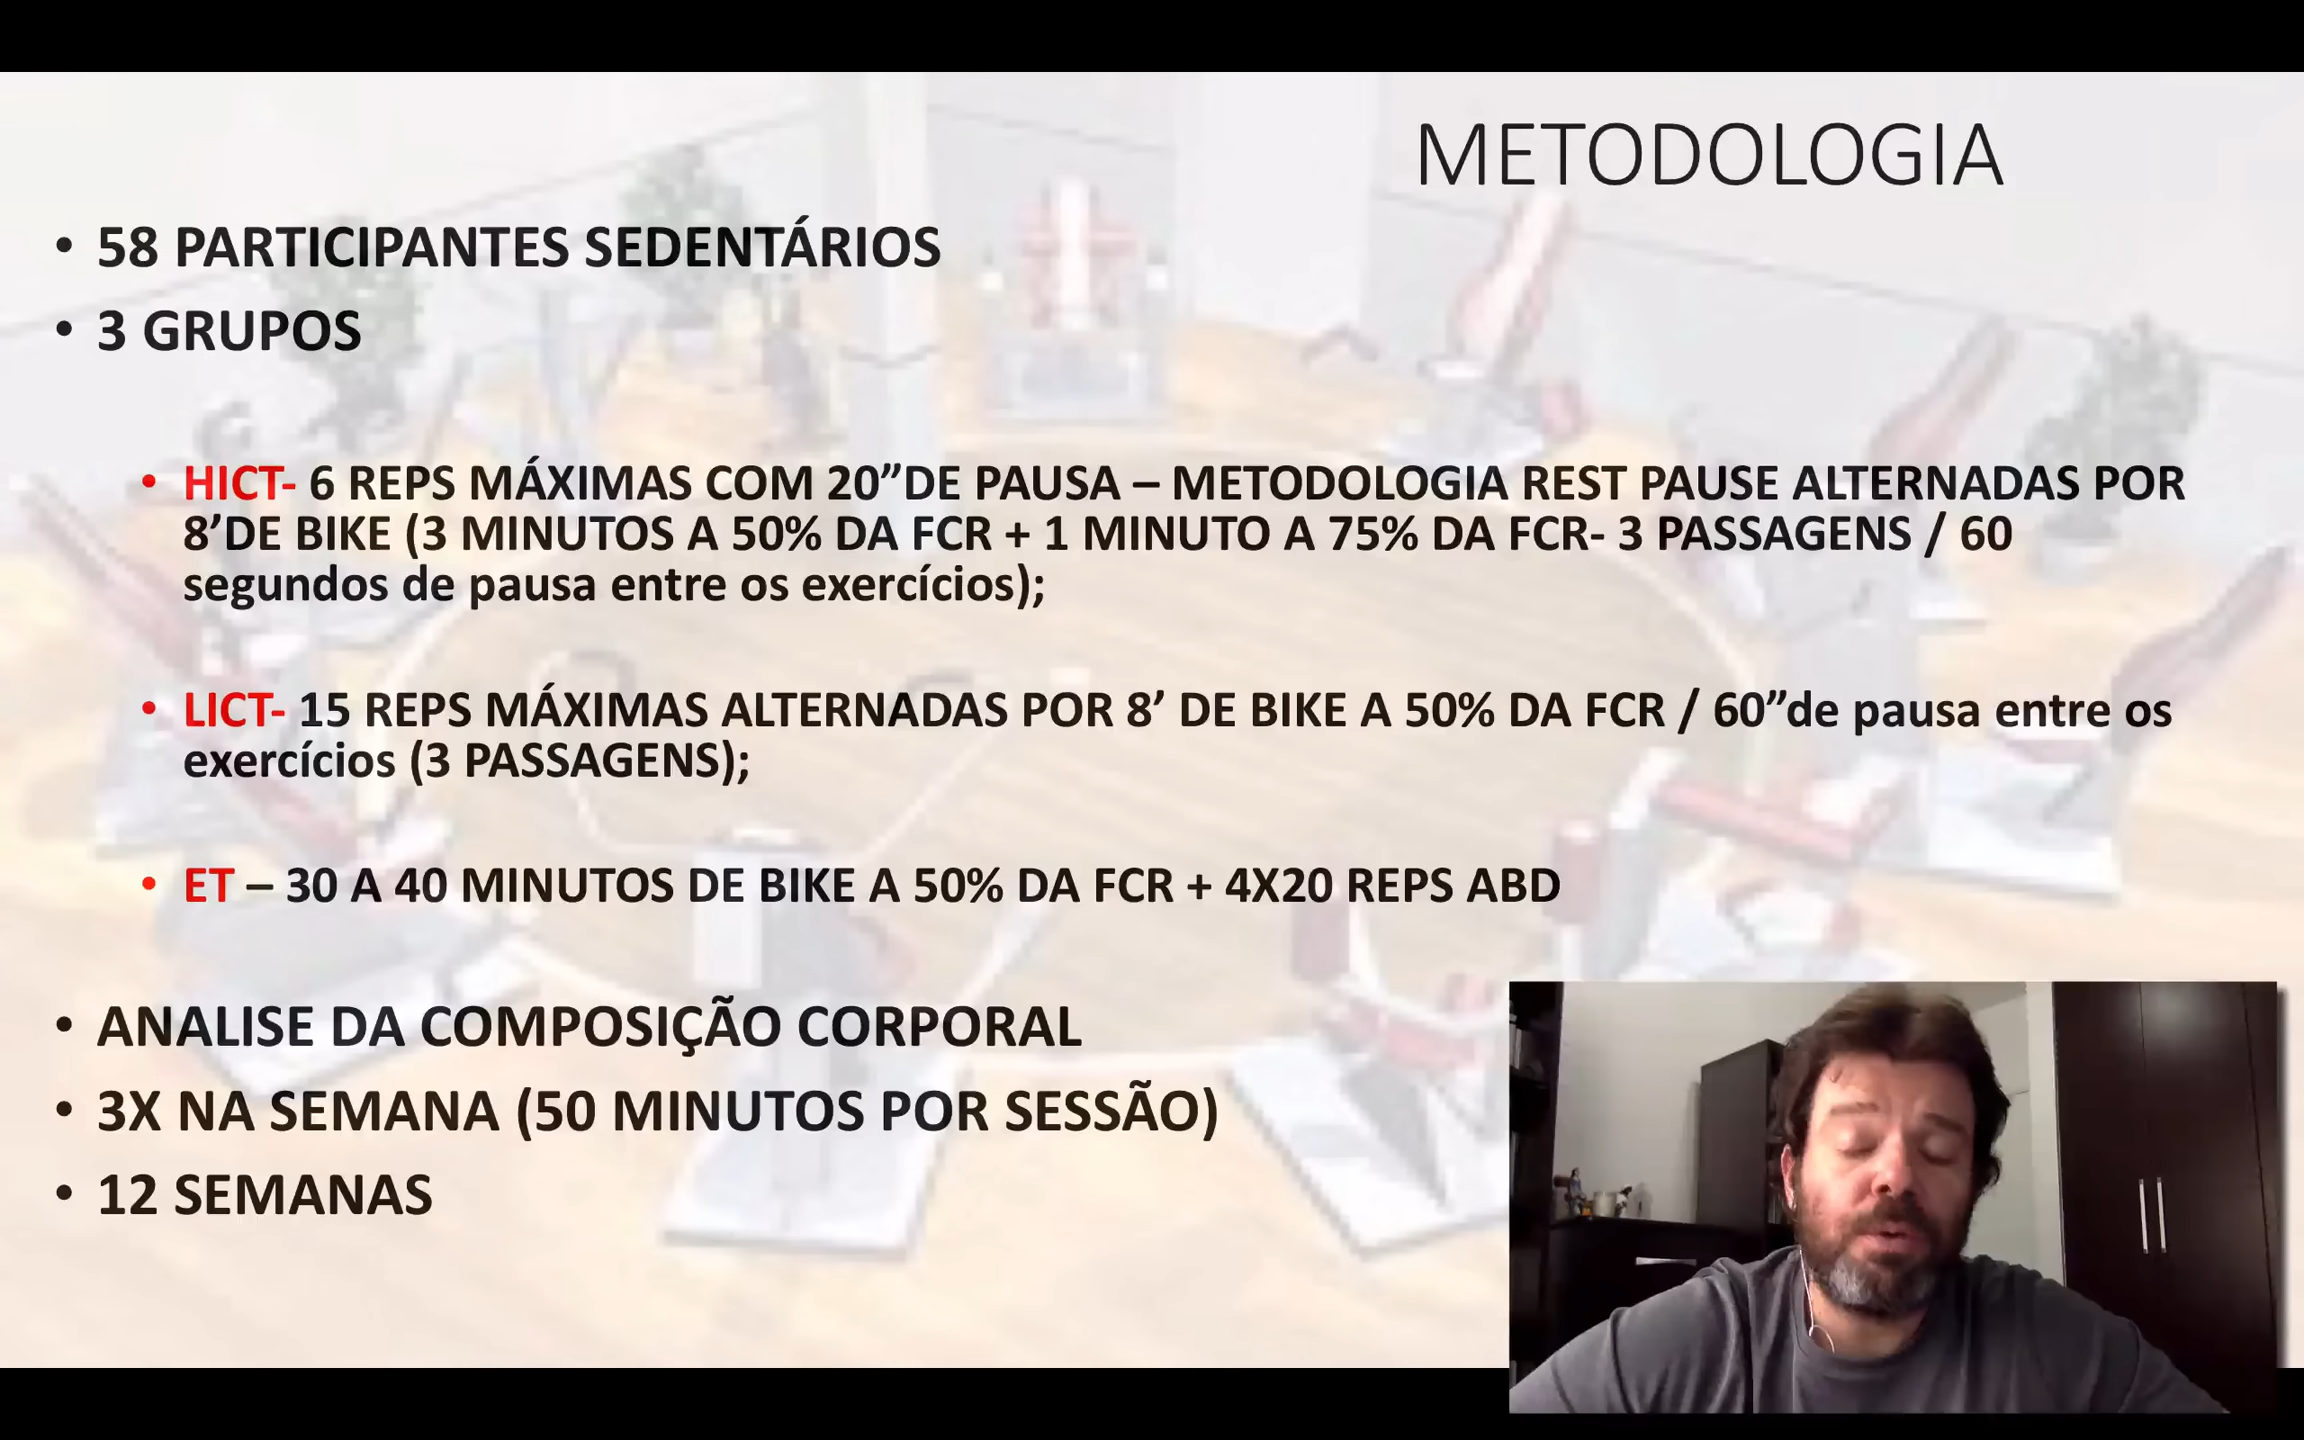 METODOLOGIA
• 58 PARTICIPANTES SEDENTÁRIOS
• 3 GRUPOS
• HICT- 6 REPS MÁXIMAS COM 20”DE PAUSA – METODOLOGIA REST PAUSE ALTERNADAS POR
8’DE BIKE (3 MINUTOS A 50% DA FCR + 1 MINUTO A 75% DA FCR- 3 PASSAGENS / 60
segundos de pausa entre os exercícios);
• LICT- 15 REPS MÁXIMAS ALTERNADAS POR 8’ DE BIKE A 50% DA FCR / 60”de pausa entre os
exercícios (3 PASSAGENS);
• ET – 30 A 40 MINUTOS DE BIKE A 50% DA FCR + 4X20 REPS ABD
• ANALISE DA COMPOSIÇÃO CORPORAL
• 3X NA SEMANA (50 MINUTOS POR SESSÃO)
• 12 SEMANAS